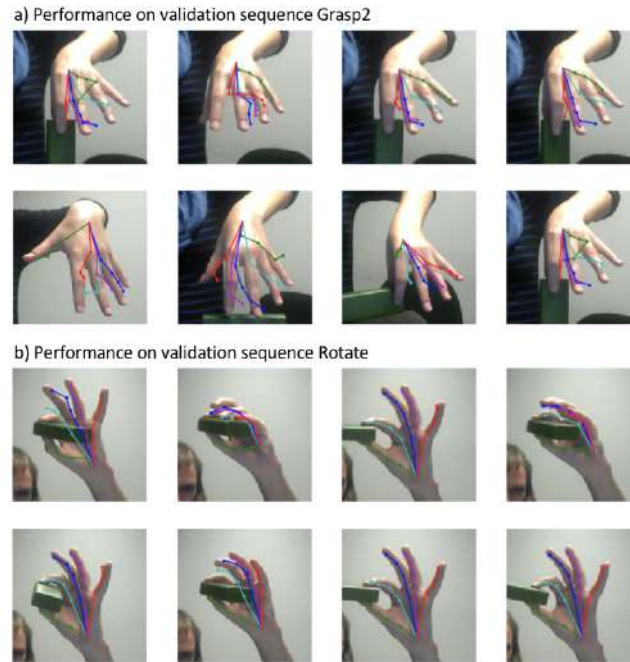 a) Performance on validation sequence Grasp2
b) Performance on validation sequence Rotate